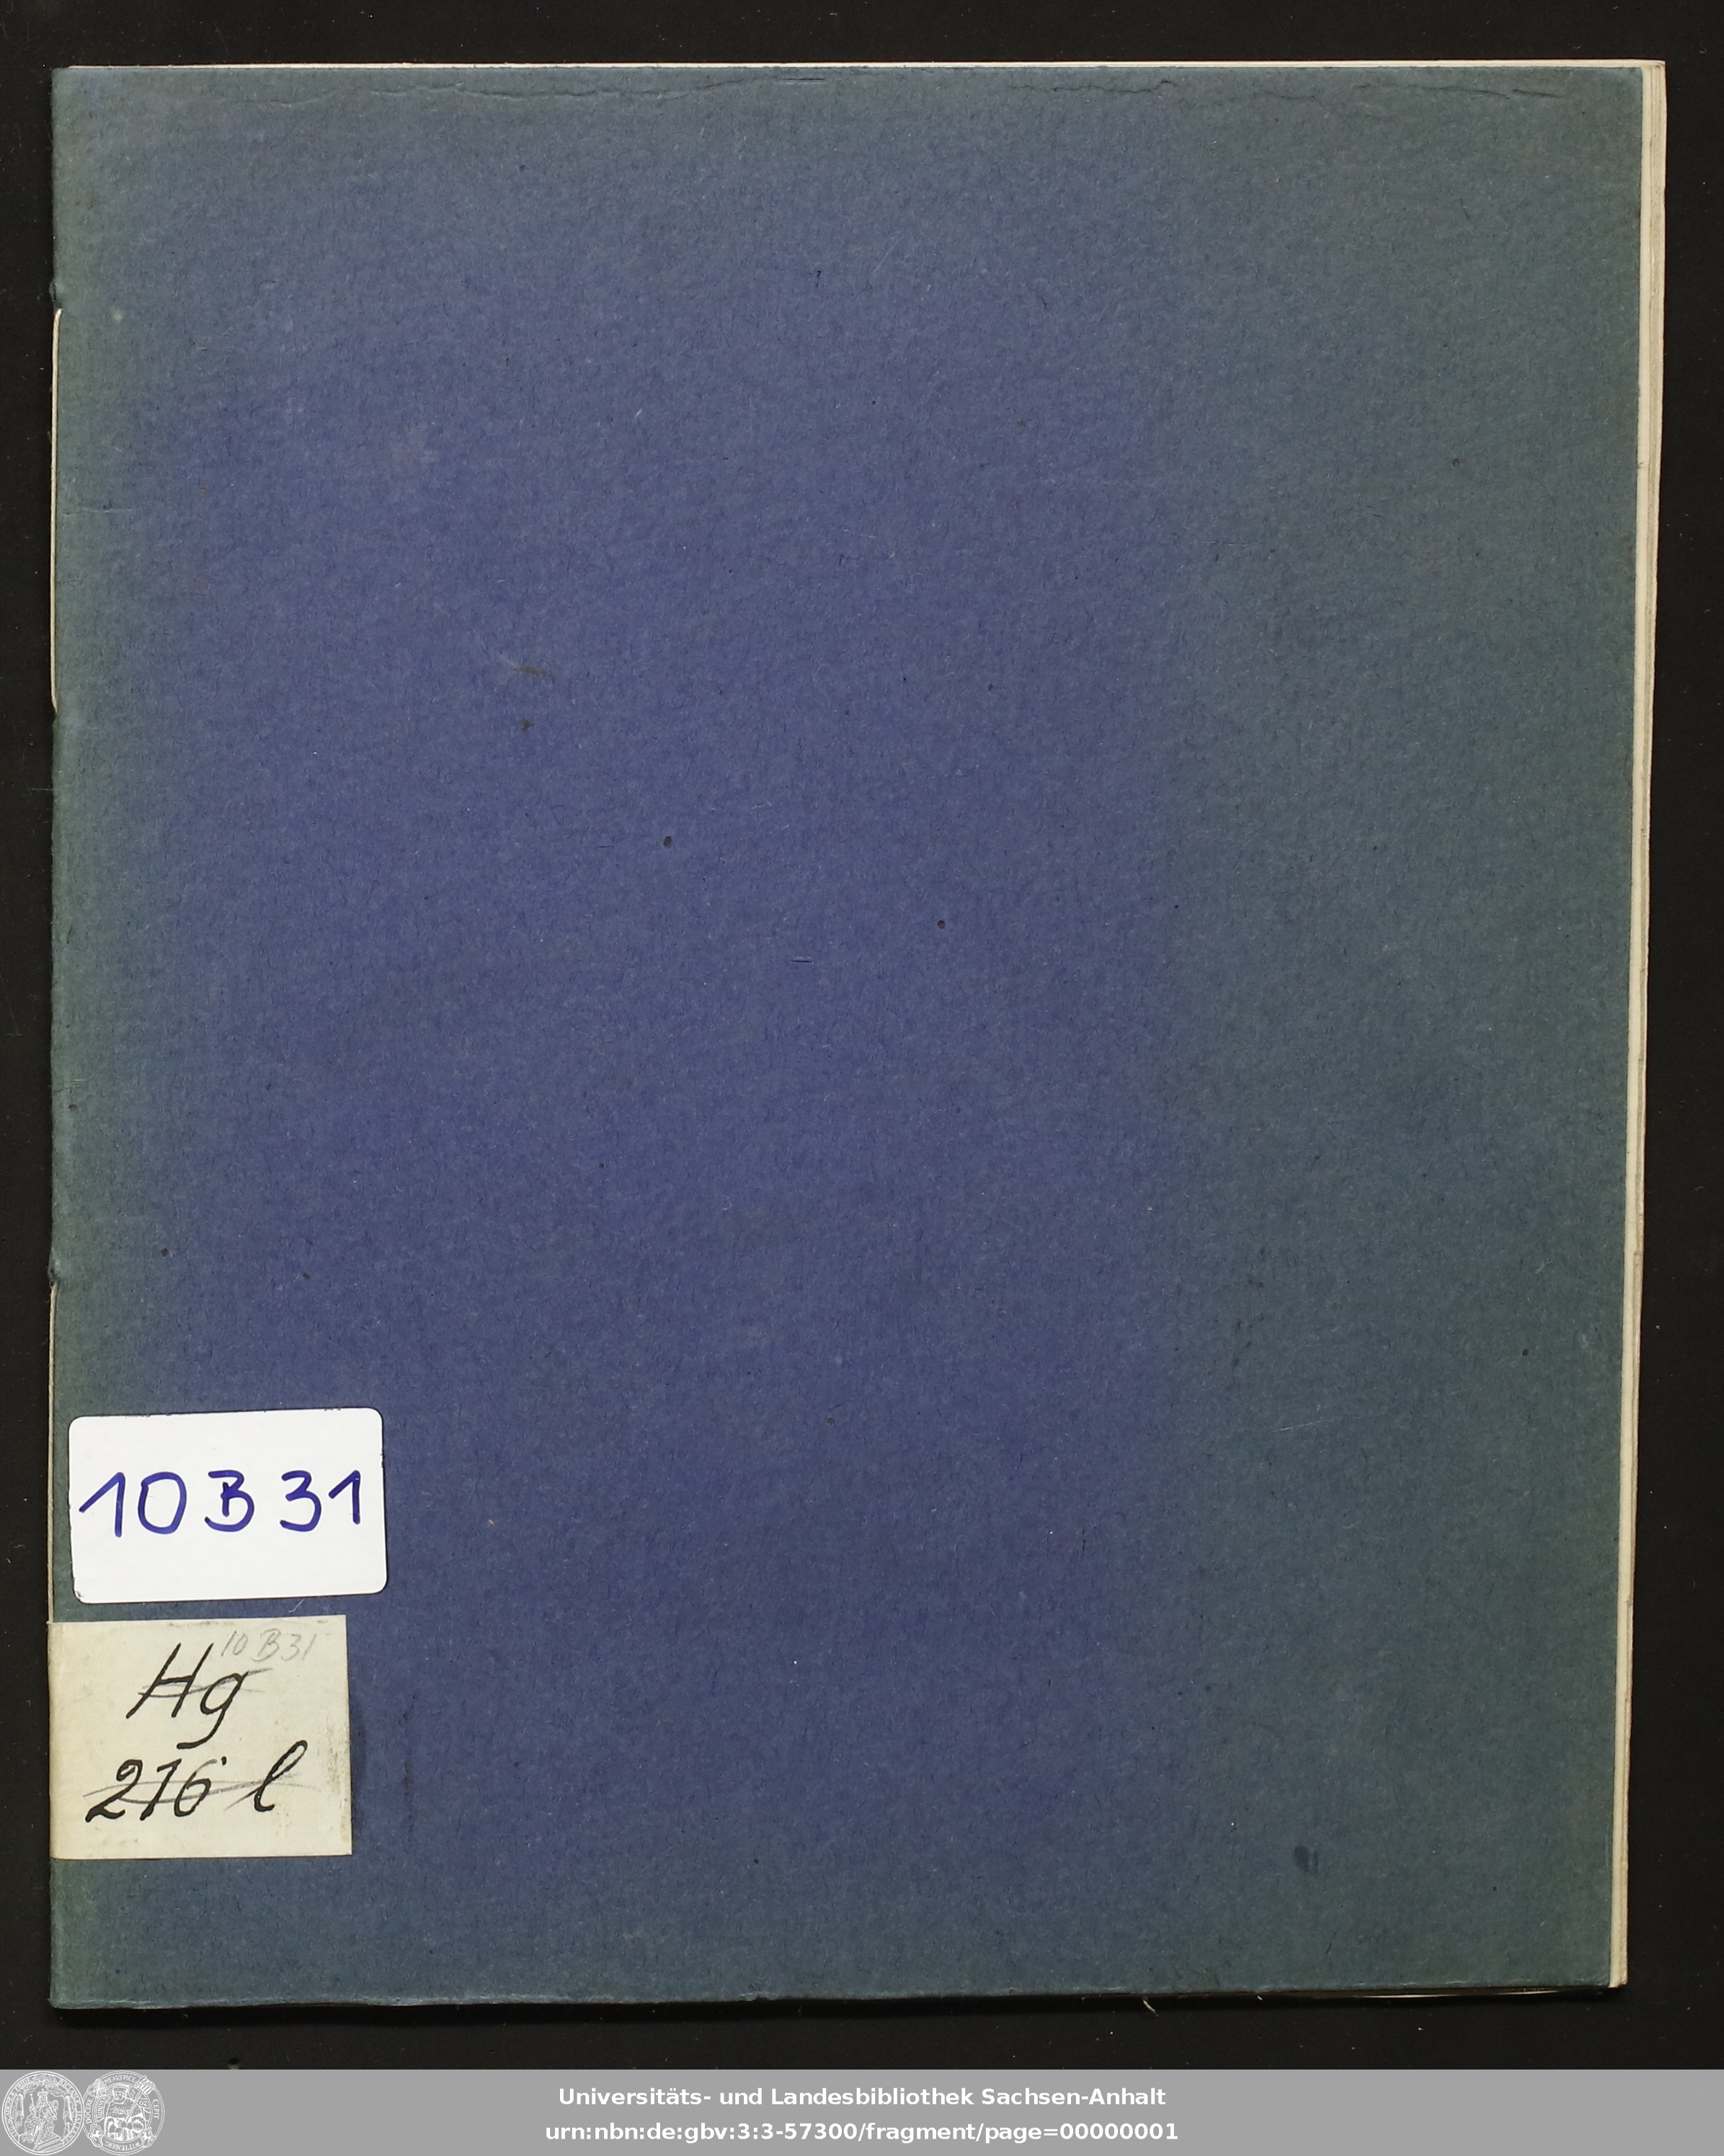 10 B 31
10 B 31
Hg
216 l
Universitäts- und Landesbibliothek Sachsen-Anhalt
urn:nbn:de:gbv:3:3-57300/fragment/page=00000001